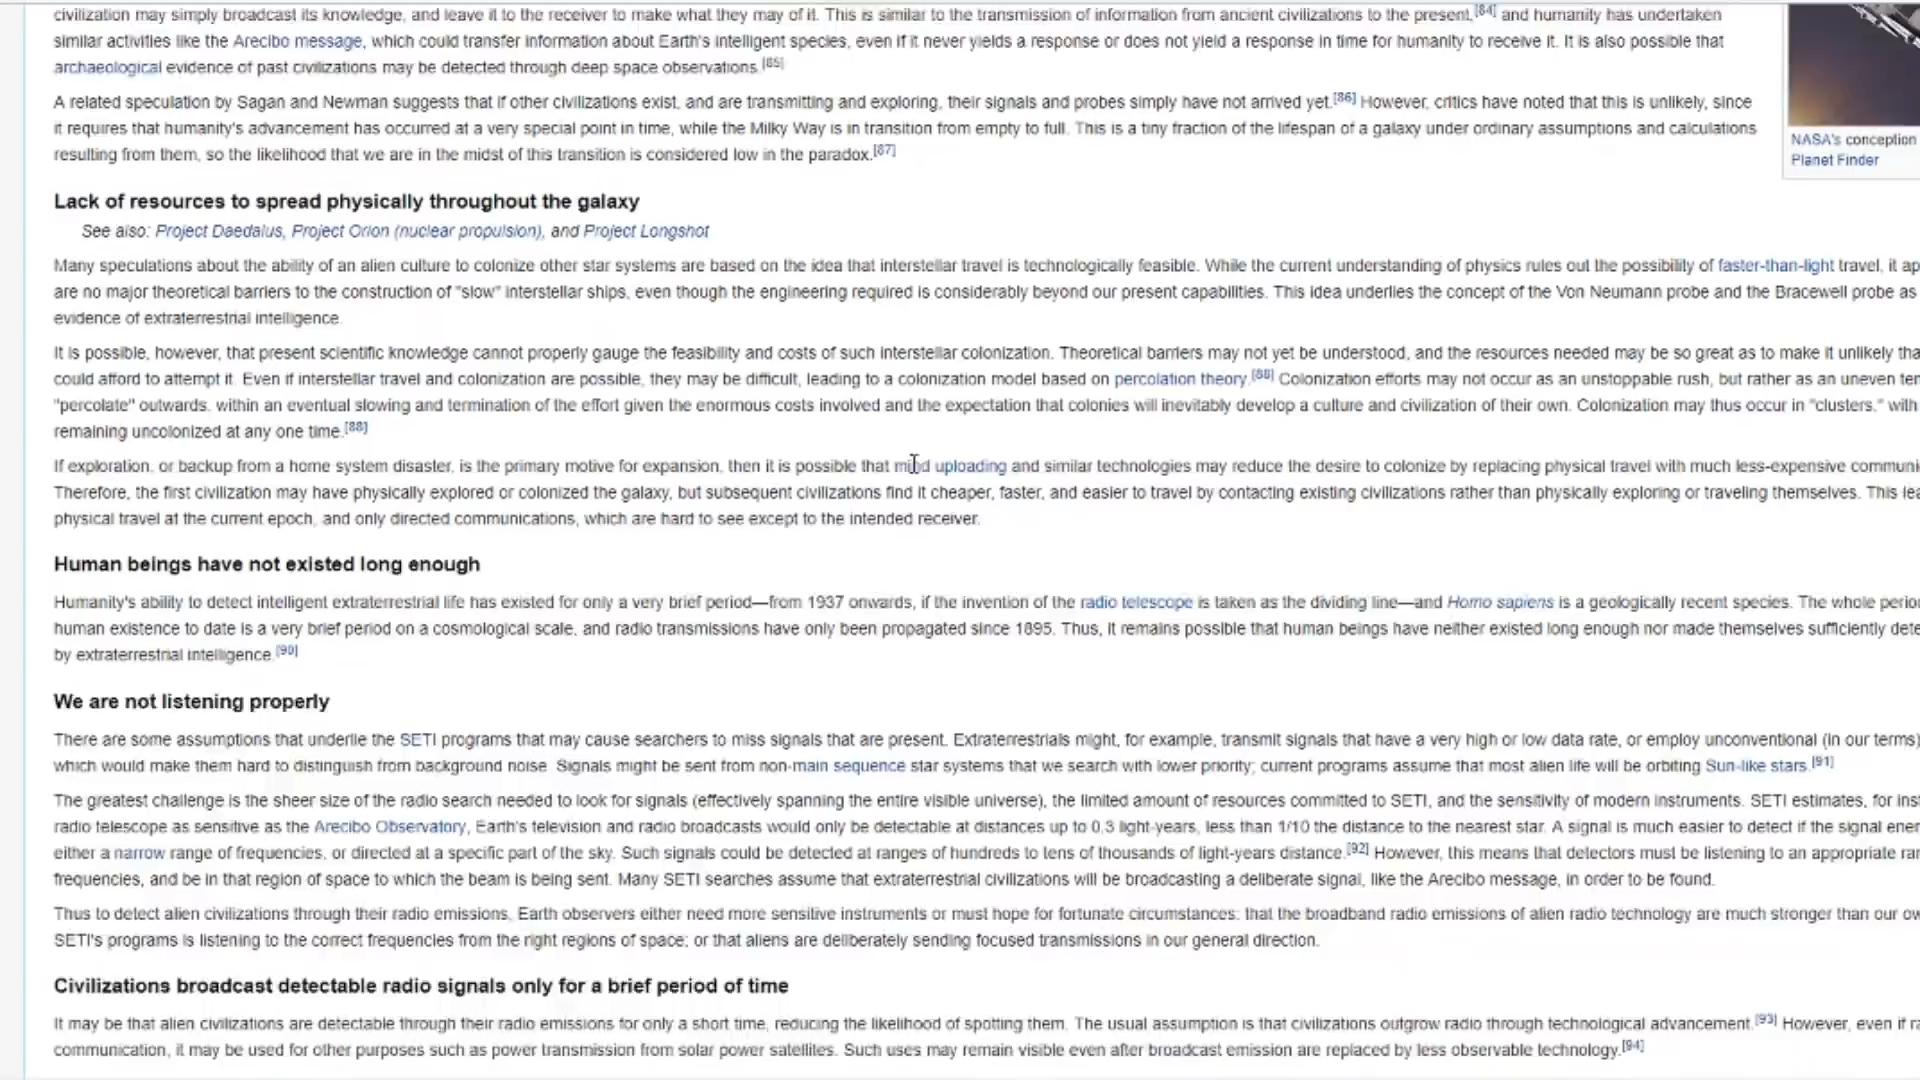 civilization may simply broadcast its knowledge, and leave it to the receiver to make what they may of it. This is similar to the transmission of information from ancient civilizations to the present,[84] and humanity has undertaken
similar activities like the Arecibo message, which could transfer information about Earth's intelligent species, even if it never yields a response or does not yield a response in time for humanity to receive it. It is also possible that
archaeological evidence of past civilizations may be detected through deep space observations.[85]
A related speculation by Sagan and Newman suggests that if other civilizations exist, and are transmitting and exploring, their signals and probes simply have not arrived yet.[86] However, critics have noted that this is unlikely, since
it requires that humanity's advancement has occurred at a very special point in time, while the Milky Way is in transition from empty to full. This is a tiny fraction of the lifespan of a galaxy under ordinary assumptions and calculations
resulting from them, so the likelihood that we are in the midst of this transition is considered low in the paradox.[87]
NASA's conception
Planet Finder
Lack of resources to spread physically throughout the galaxy
See also: Project Daedalus, Project Orion (nuclear propulsion), and Project Longshot
Many speculations about the ability of an alien culture to colonize other star systems are based on the idea that interstellar travel is technologically feasible. While the current understanding of physics rules out the possibility of faster-than-light travel, it ap
are no major theoretical barriers to the construction of "slow" interstellar ships, even though the engineering required is considerably beyond our present capabilities. This idea underlies the concept of the Von Neumann probe and the Bracewell probe as
evidence of extraterrestrial intelligence.
It is possible, however, that present scientific knowledge cannot properly gauge the feasibility and costs of such interstellar colonization. Theoretical barriers may not yet be understood, and the resources needed may be so great as to make it unlikely tha
could afford to attempt it. Even if interstellar travel and colonization are possible, they may be difficult, leading to a colonization model based on percolation theory.[88] Colonization efforts may not occur as an unstoppable rush, but rather as an uneven ten
"percolate" outwards, within an eventual slowing and termination of the effort given the enormous costs involved and the expectation that colonies will inevitably develop a culture and civilization of their own. Colonization may thus occur in "clusters," with
remaining uncolonized at any one time.[88]
If exploration, or backup from a home system disaster, is the primary motive for expansion, then it is possible that mind uploading and similar technologies may reduce the desire to colonize by replacing physical travel with much less-expensive communi
Therefore, the first civilization may have physically explored or colonized the galaxy, but subsequent civilizations find it cheaper, faster, and easier to travel by contacting existing civilizations rather than physically exploring or traveling themselves. This lea
physical travel at the current epoch, and only directed communications, which are hard to see except to the intended receiver.
Human beings have not existed long enough
Humanity's ability to detect intelligent extraterrestrial life has existed for only a very brief period—from 1937 onwards, if the invention of the radio telescope is taken as the dividing line—and Homo sapiens is a geologically recent species. The whole perio
human existence to date is a very brief period on a cosmological scale, and radio transmissions have only been propagated since 1895. Thus, it remains possible that human beings have neither existed long enough nor made themselves sufficiently dete
by extraterrestrial intelligence.[90]
We are not listening properly
There are some assumptions that underlie the SETI programs that may cause searchers to miss signals that are present. Extraterrestrials might, for example, transmit signals that have a very high or low data rate, or employ unconventional (in our terms)
which would make them hard to distinguish from background noise. Signals might be sent from non-main sequence star systems that we search with lower priority; current programs assume that most alien life will be orbiting Sun-like stars.[91]
The greatest challenge is the sheer size of the radio search needed to look for signals (effectively spanning the entire visible universe), the limited amount of resources committed to SETI, and the sensitivity of modern instruments. SETI estimates, for inst
radio telescope as sensitive as the Arecibo Observatory, Earth's television and radio broadcasts would only be detectable at distances up to 0.3 light-years, less than 1/10 the distance to the nearest star. A signal is much easier to detect if the signal ener
either a narrow range of frequencies, or directed at a specific part of the sky. Such signals could be detected at ranges of hundreds to tens of thousands of light-years distance.[92] However, this means that detectors must be listening to an appropriate ran
frequencies, and be in that region of space to which the beam is being sent. Many SETI searches assume that extraterrestrial civilizations will be broadcasting a deliberate signal, like the Arecibo message, in order to be found.
Thus to detect alien civilizations through their radio emissions, Earth observers either need more sensitive instruments or must hope for fortunate circumstances: that the broadband radio emissions of alien radio technology are much stronger than our ow
SETI's programs is listening to the correct frequencies from the right regions of space; or that aliens are deliberately sending focused transmissions in our general direction.
Civilizations broadcast detectable radio signals only for a brief period of time
It may be that alien civilizations are detectable through their radio emissions for only a short time, reducing the likelihood of spotting them. The usual assumption is that civilizations outgrow radio through technological advancement.[93] However, even if ra
communication, it may be used for other purposes such as power transmission from solar power satellites. Such uses may remain visible even after broadcast emission are replaced by less observable technology.[94]